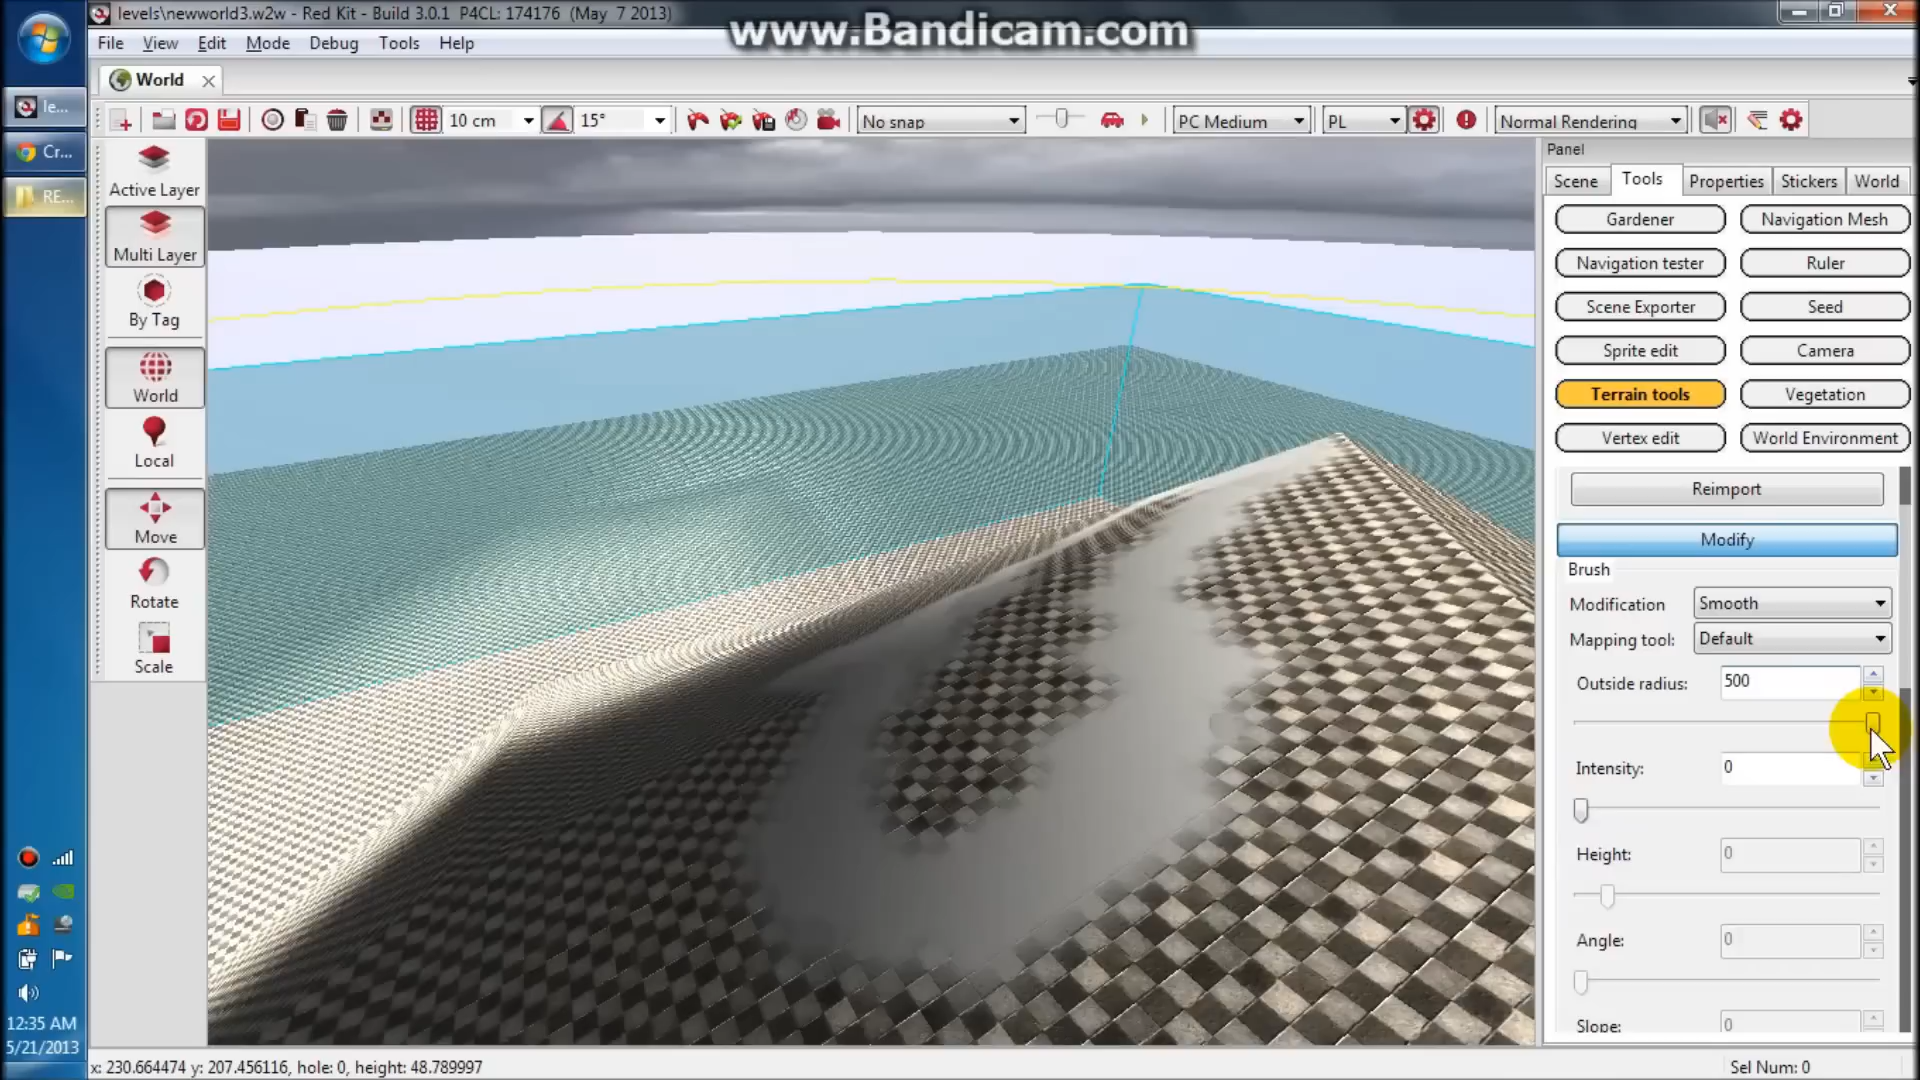 levels\newworld3.w2w - Red Kit - Build 3.0.1 P4CL: 174176 (May 7 2013)
www.Bandicam.com
File View Edit Mode Debug Tools Help
World
le...
Cr...
RE...
10 cm
15°
No snap
PC Medium
PL
Normal Rendering
Active Layer
Multi Layer
By Tag
World
Local
Move
Rotate
Scale
Panel
Scene Tools Properties Stickers World
Gardener Navigation Mesh
Navigation tester Ruler
Scene Exporter Seed
Sprite edit Camera
Terrain tools Vegetation
Vertex edit World Environment
Reimport
Modify
Brush
Modification Smooth
Mapping tool: Default
Outside radius: 500
Intensity: 0
Height: 0
Angle: 0
Slope: 0
12:35 AM
5/21/2013
x: 230.664474 y: 207.456116, hole: 0, height: 48.789997
Sel Num: 0